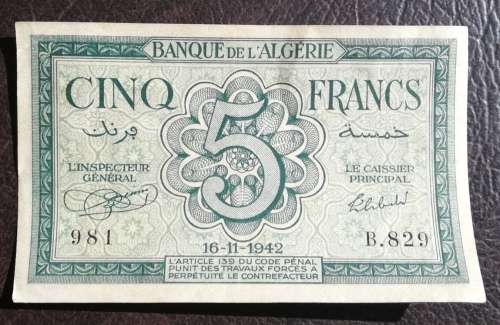 BANQUE DE L'ALGÉRIE
CINQ 5 FRANCS
فرنك خمسة
L'INSPECTEUR
GÉNÉRAL
LE CAISSIER
PRINCIPAL
981
16-11-1942
B.829
L'ARTICLE 139 DU CODE PÉNAL
PUNIT DES TRAVAUX FORCÉS A
PERPÉTUITÉ LE CONTREFACTEUR